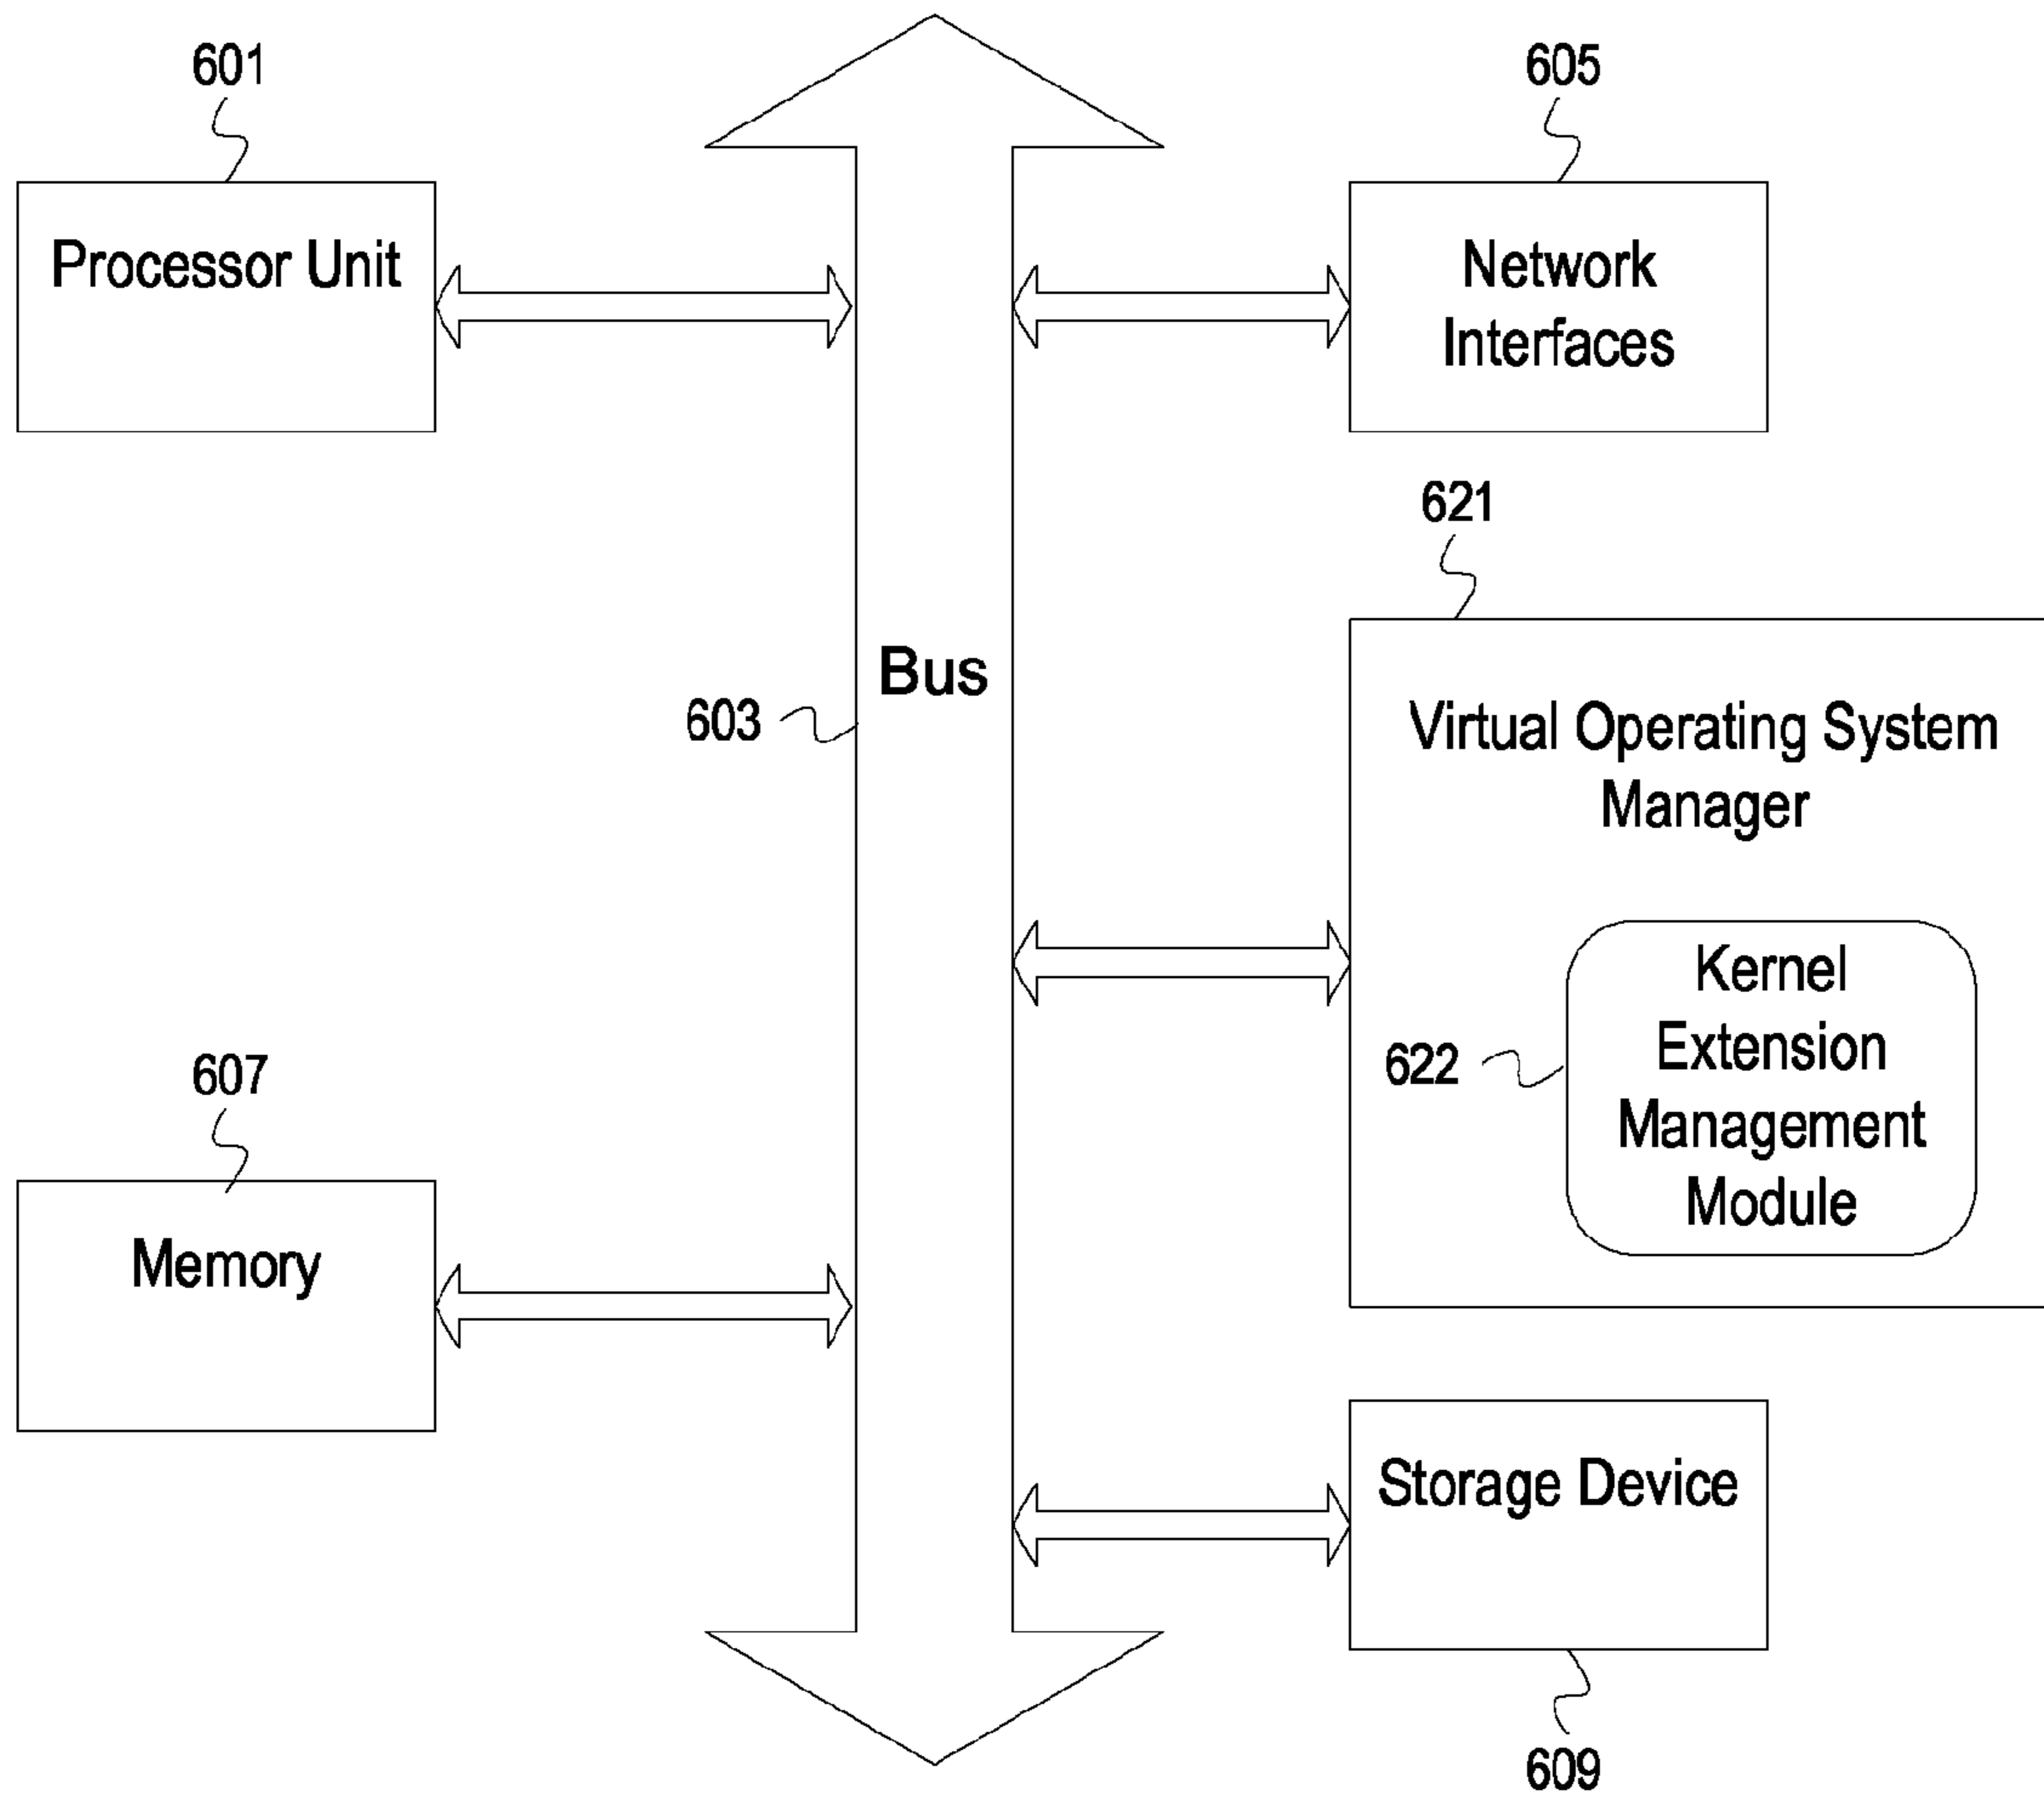 601
605
Processor Unit
Network
Interfaces
621
Bus
603
Virtual Operating System
Manager
Kernel
Extension
Management
Module
622
607
Memory
Storage Device
609